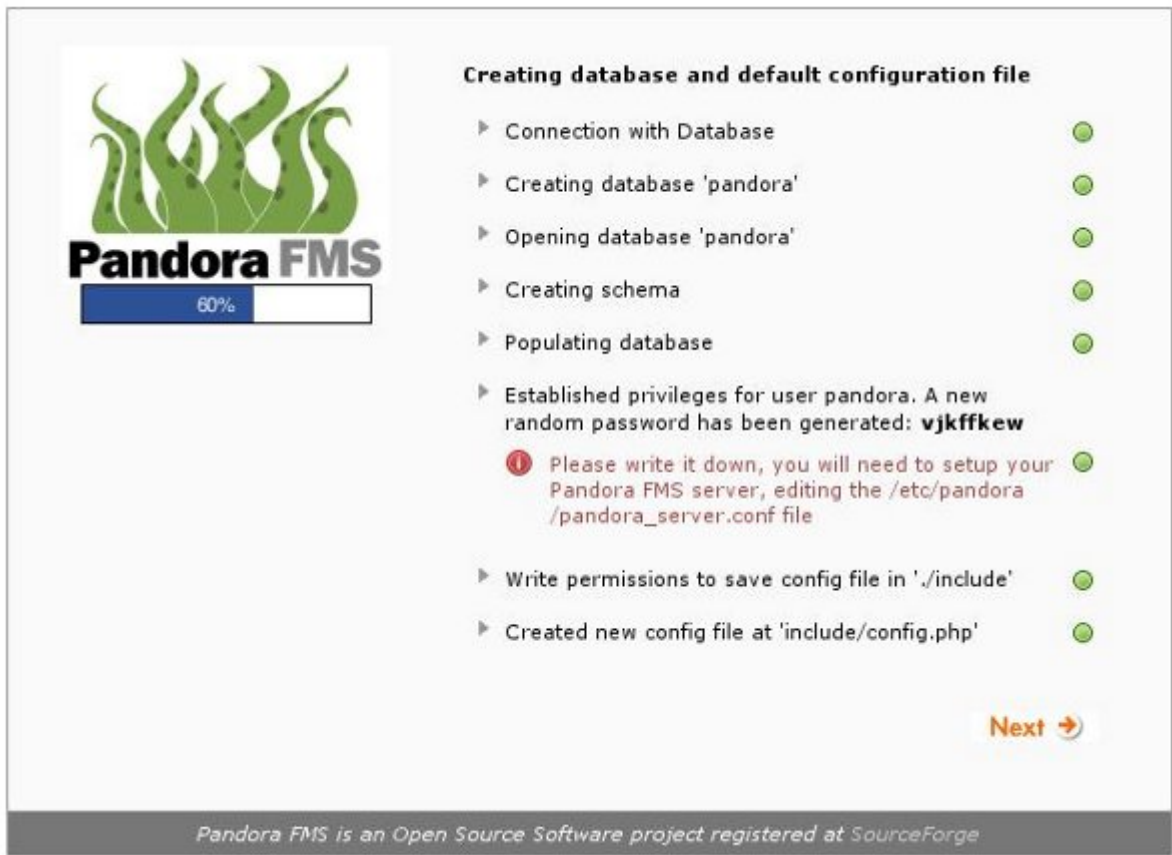 Pandora FMS
60%
Creating database and default configuration file
Connection with Database
Creating database 'pandora'
Opening database 'pandora'
Creating schema
Populating database
Established privileges for user pandora. A new
random password has been generated: vjkffkew
Please write it down, you will need to setup your
Pandora FMS server, editing the /etc/pandora
/pandora_server.conf file
Write permissions to save config file in './include'
Created new config file at 'include/config.php'
Next
Pandora FMS is an Open Source Software project registered at SourceForge